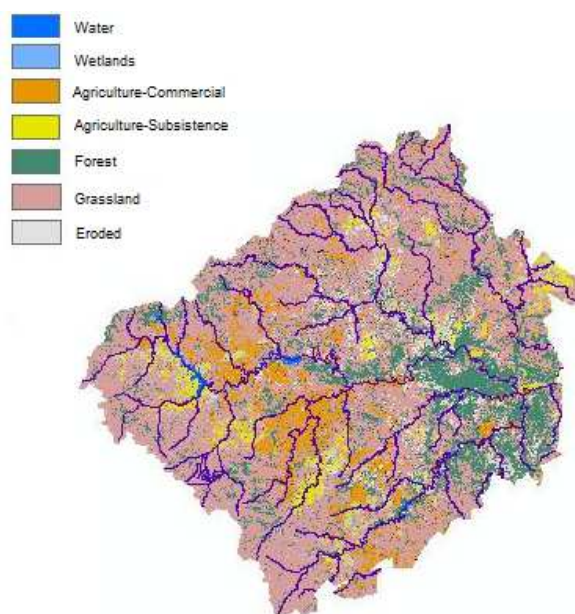 Water
Wetlands
Agriculture-Commercial
Agriculture-Subsistence
Forest
Grassland
Eroded